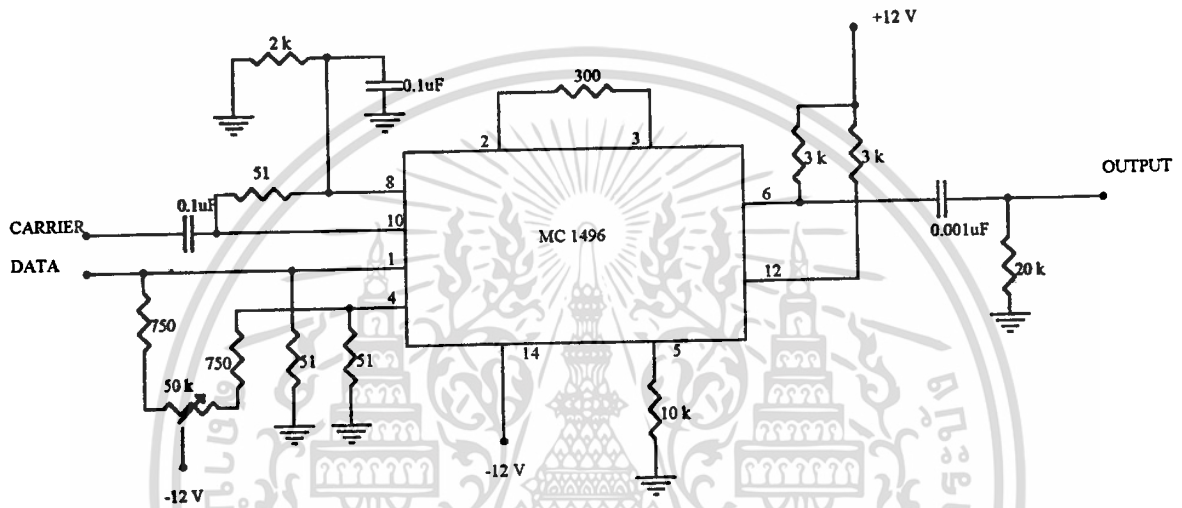 +12 V
2 k
0.1uF
300
2
3
3 k
3 k
OUTPUT
51
8
6
0.1uF
10
CARRIER
MC 1496
0.001uF
DATA
1
12
20 k
4
750
750
51
51
14
5
50 k
10 k
-12 V
-12 V